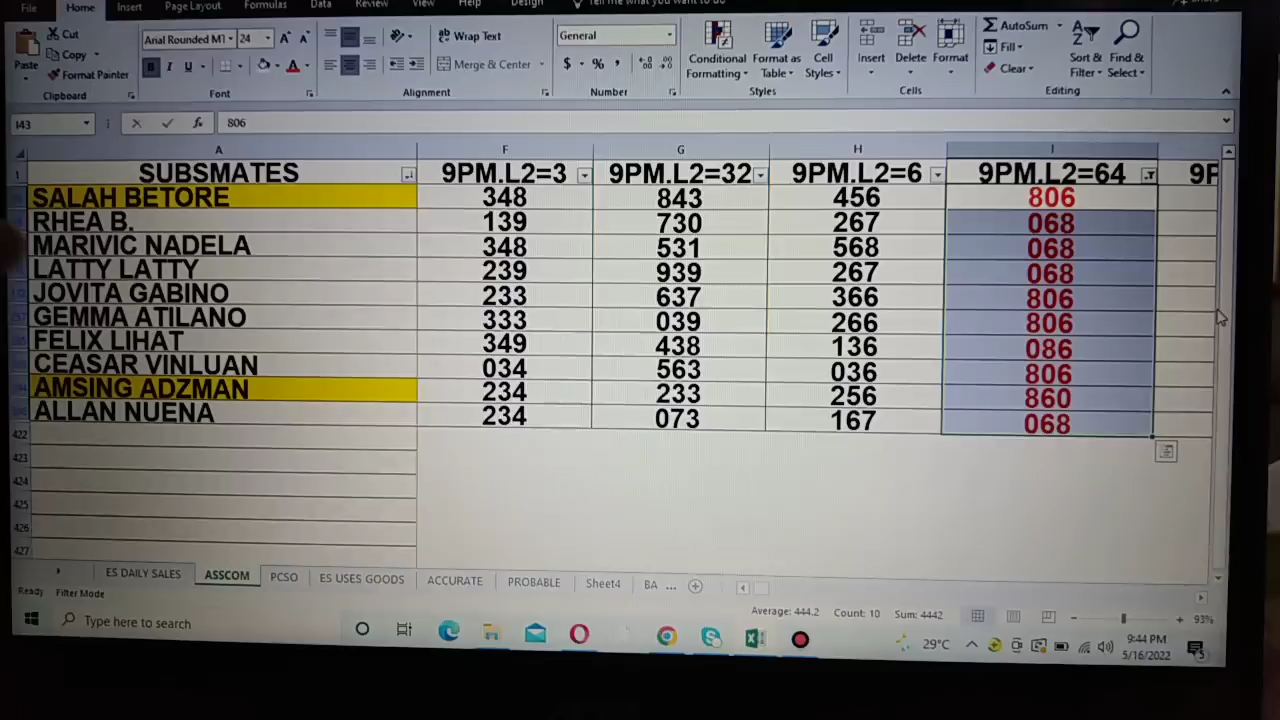 File Home Insert Page Layout Formulas Data Review View Help Design Tell me what you want to do
Cut
Copy
Paste
Format Painter
Clipboard
Arial Rounded MT 24
B I U
Font
Wrap Text
Merge & Center
Alignment
General
$ % ,
Number
Conditional Formatting
Format as Table
Cell Styles
Styles
Insert Delete Format
Cells
AutoSum
Fill
Clear
Sort & Filter
Find & Select
Editing
I43 fx 806
A F G H I
1 SUBSMATES 9PM.L2=3 9PM.L2=32 9PM.L2=6 9PM.L2=64
SALAH BETORE 348 843 456 806
RHEA B. 139 730 267 068
MARIVIC NADELA 348 531 568 068
LATTY LATTY 239 939 267 068
JOVITA GABINO 233 637 366 806
GEMMA ATILANO 333 039 266 806
FELIX LIHAT 349 438 136 086
CEASAR VINLUAN 034 563 036 806
AMSING ADZMAN 234 233 256 860
ALLAN NUENA 234 073 167 068
422
423
424
425
426
427
ES DAILY SALES ASSCOM PCSO ES USES GOODS ACCURATE PROBABLE Sheet4 BA ...
Ready Filter Mode Average: 444.2 Count: 10 Sum: 4442 93%
Type here to search 29°C 9:44 PM
5/16/2022